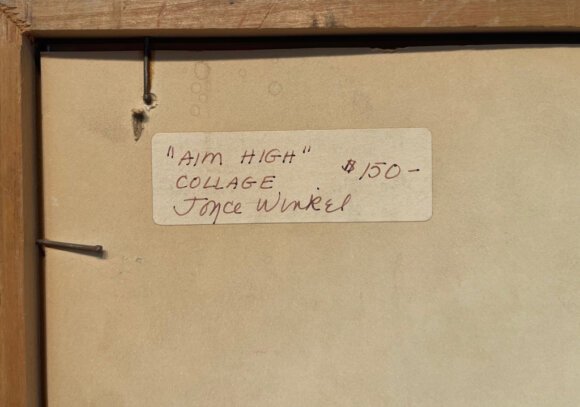 "AIM HIGH" $150-
COLLAGE
Joyce Winkel